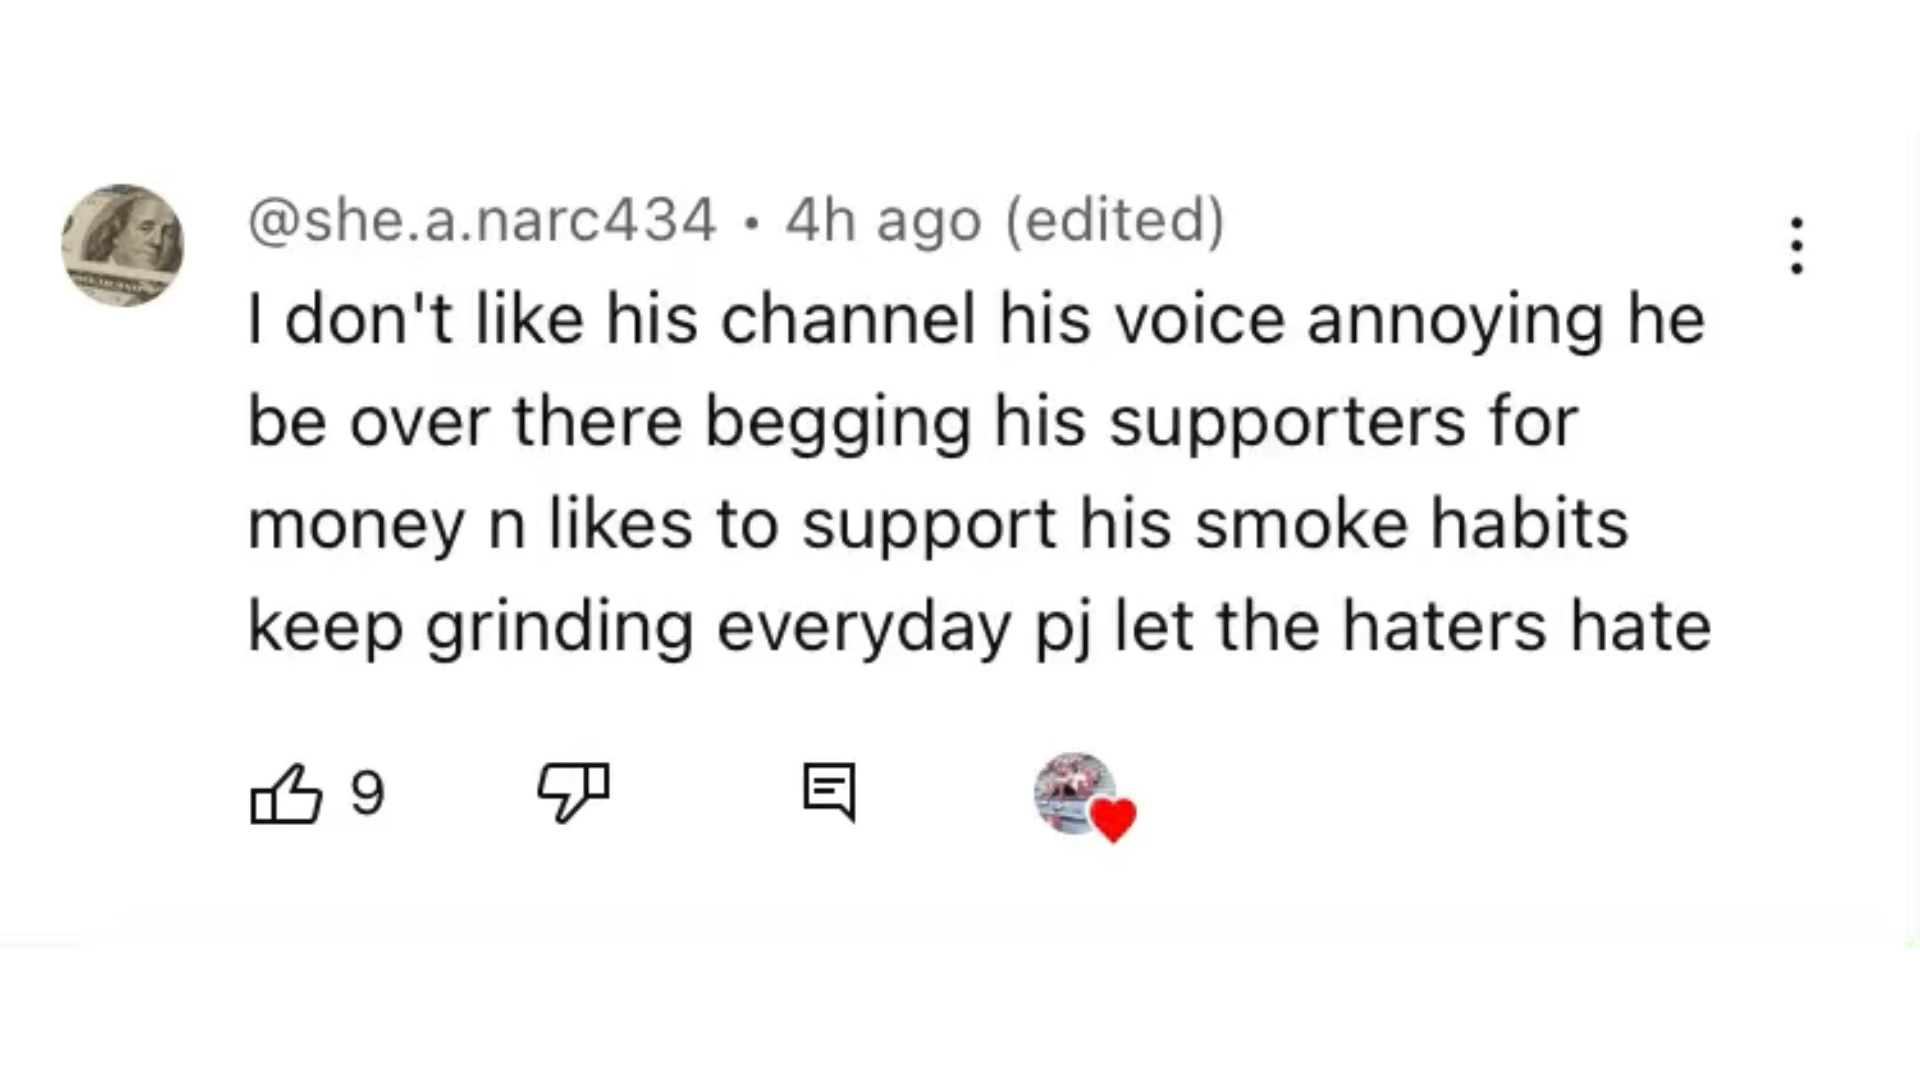 @she.a.narc434 • 4h ago (edited)
I don't like his channel his voice annoying he
be over there begging his supporters for
money n likes to support his smoke habits
keep grinding everyday pj let the haters hate
9